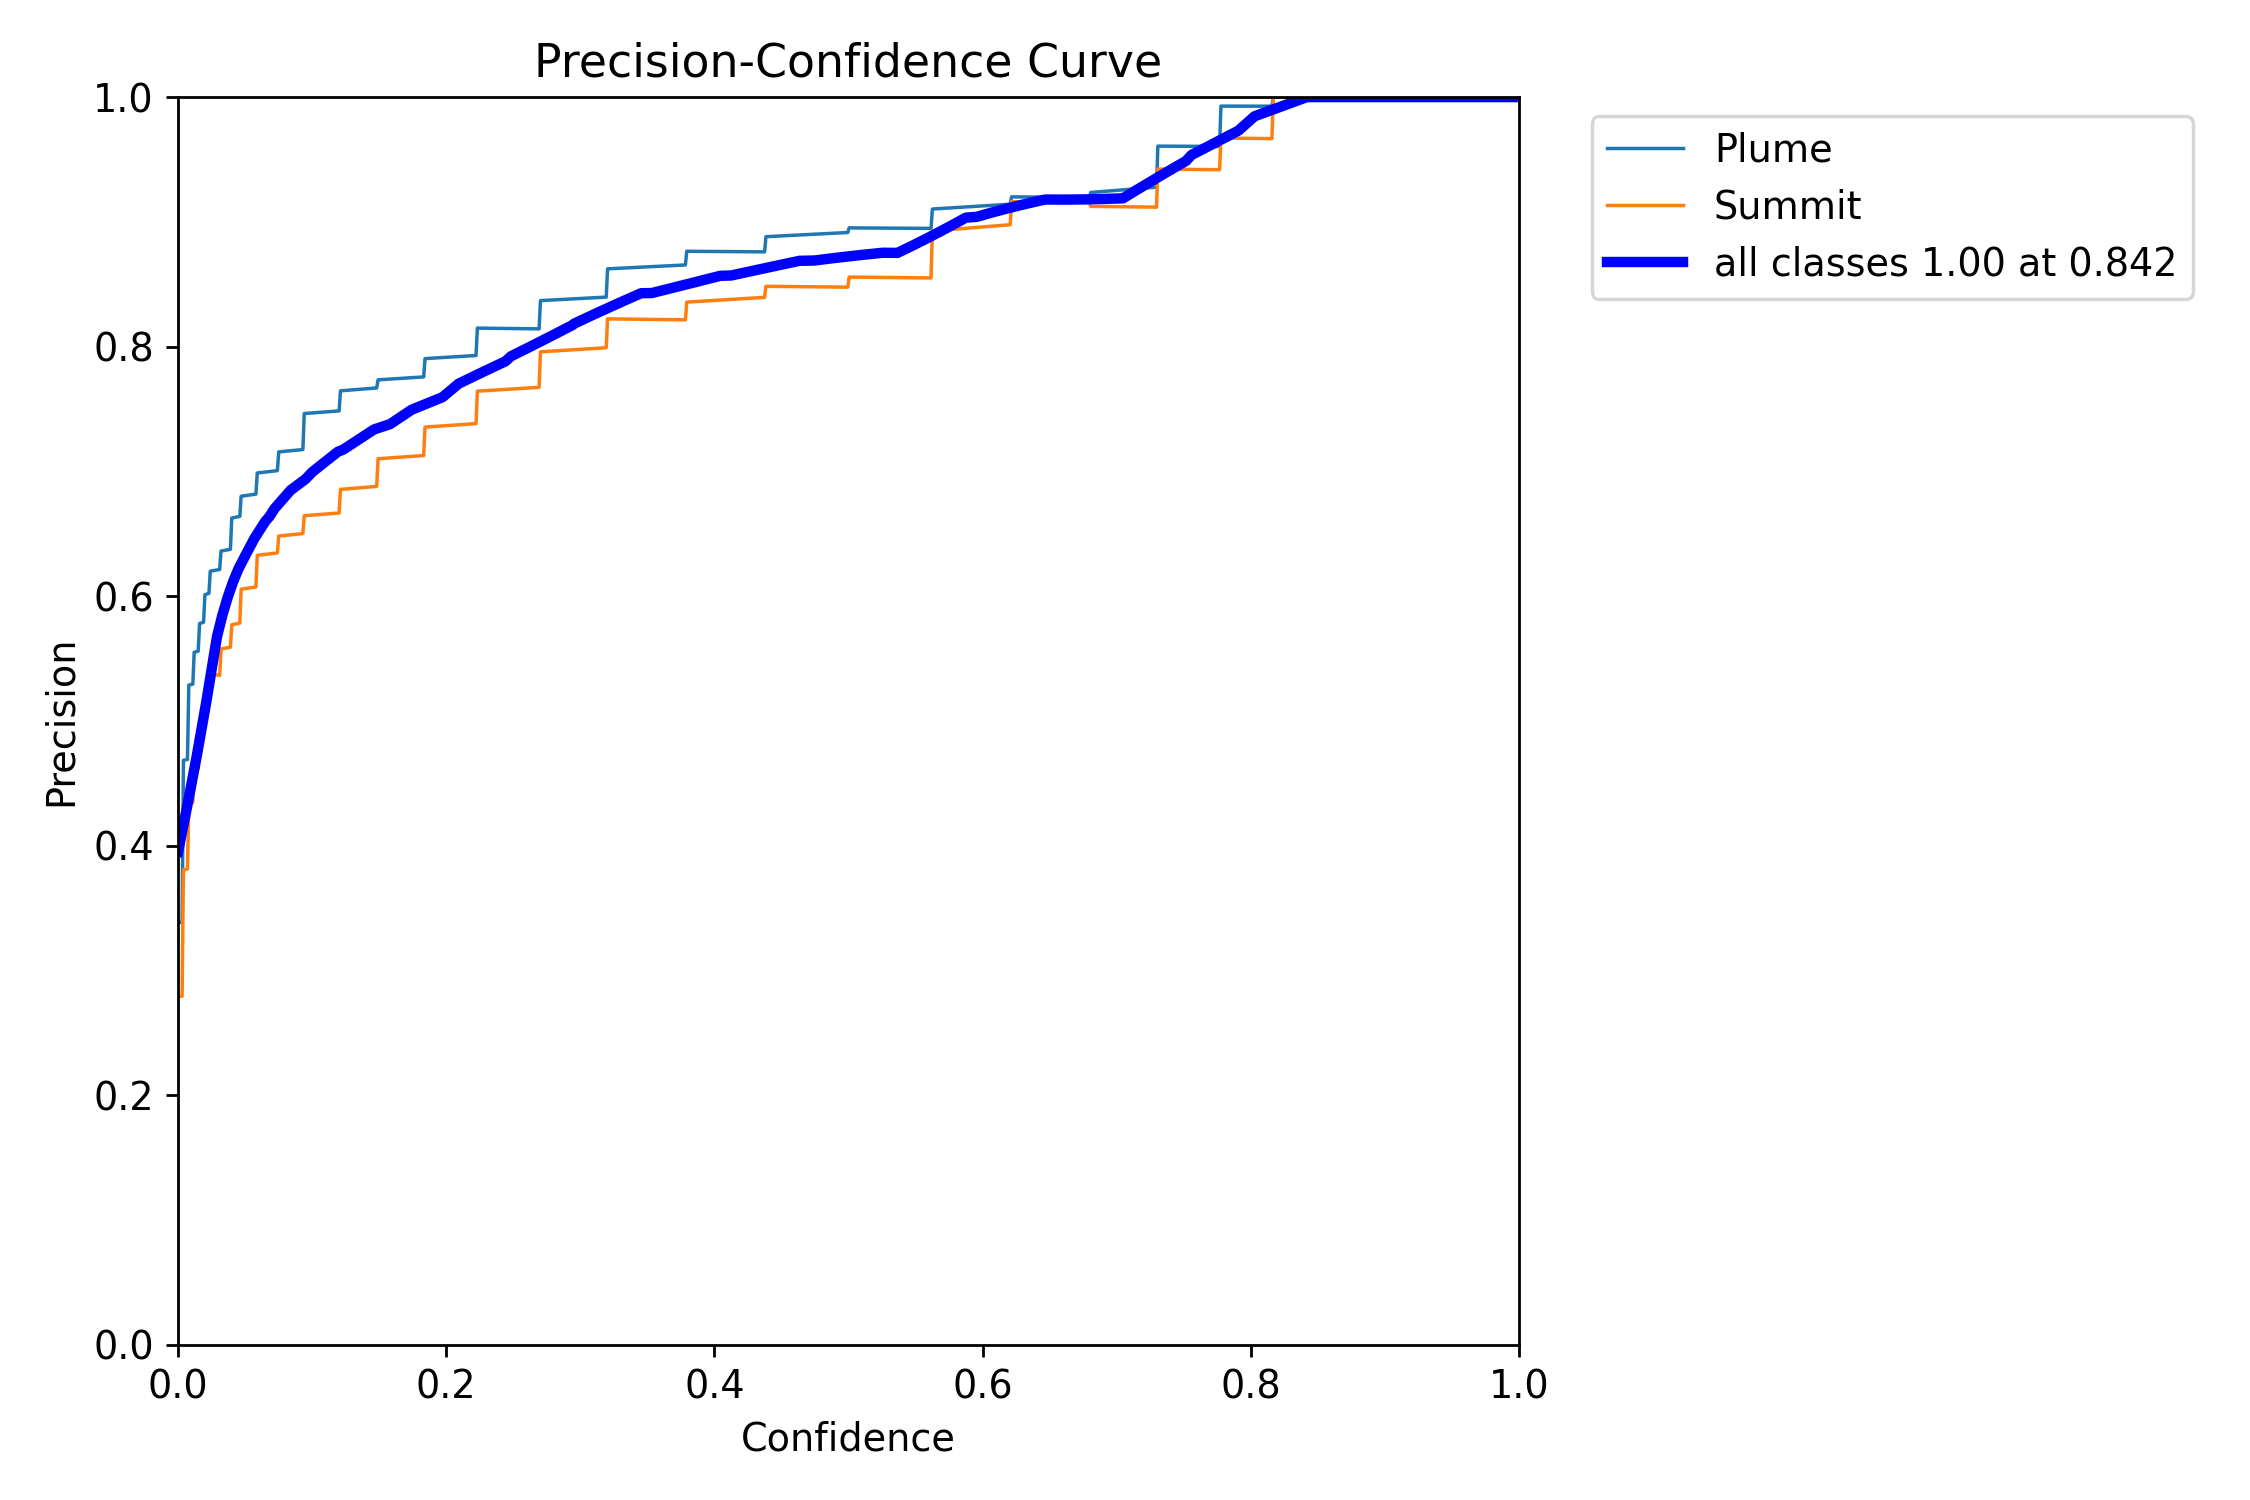 Precision-Confidence Curve
Plume
Summit
all classes 1.00 at 0.842
Precision
1.0
0.8
0.6
0.4
0.2
0.0
0.0 0.2 0.4 0.6 0.8 1.0
Confidence